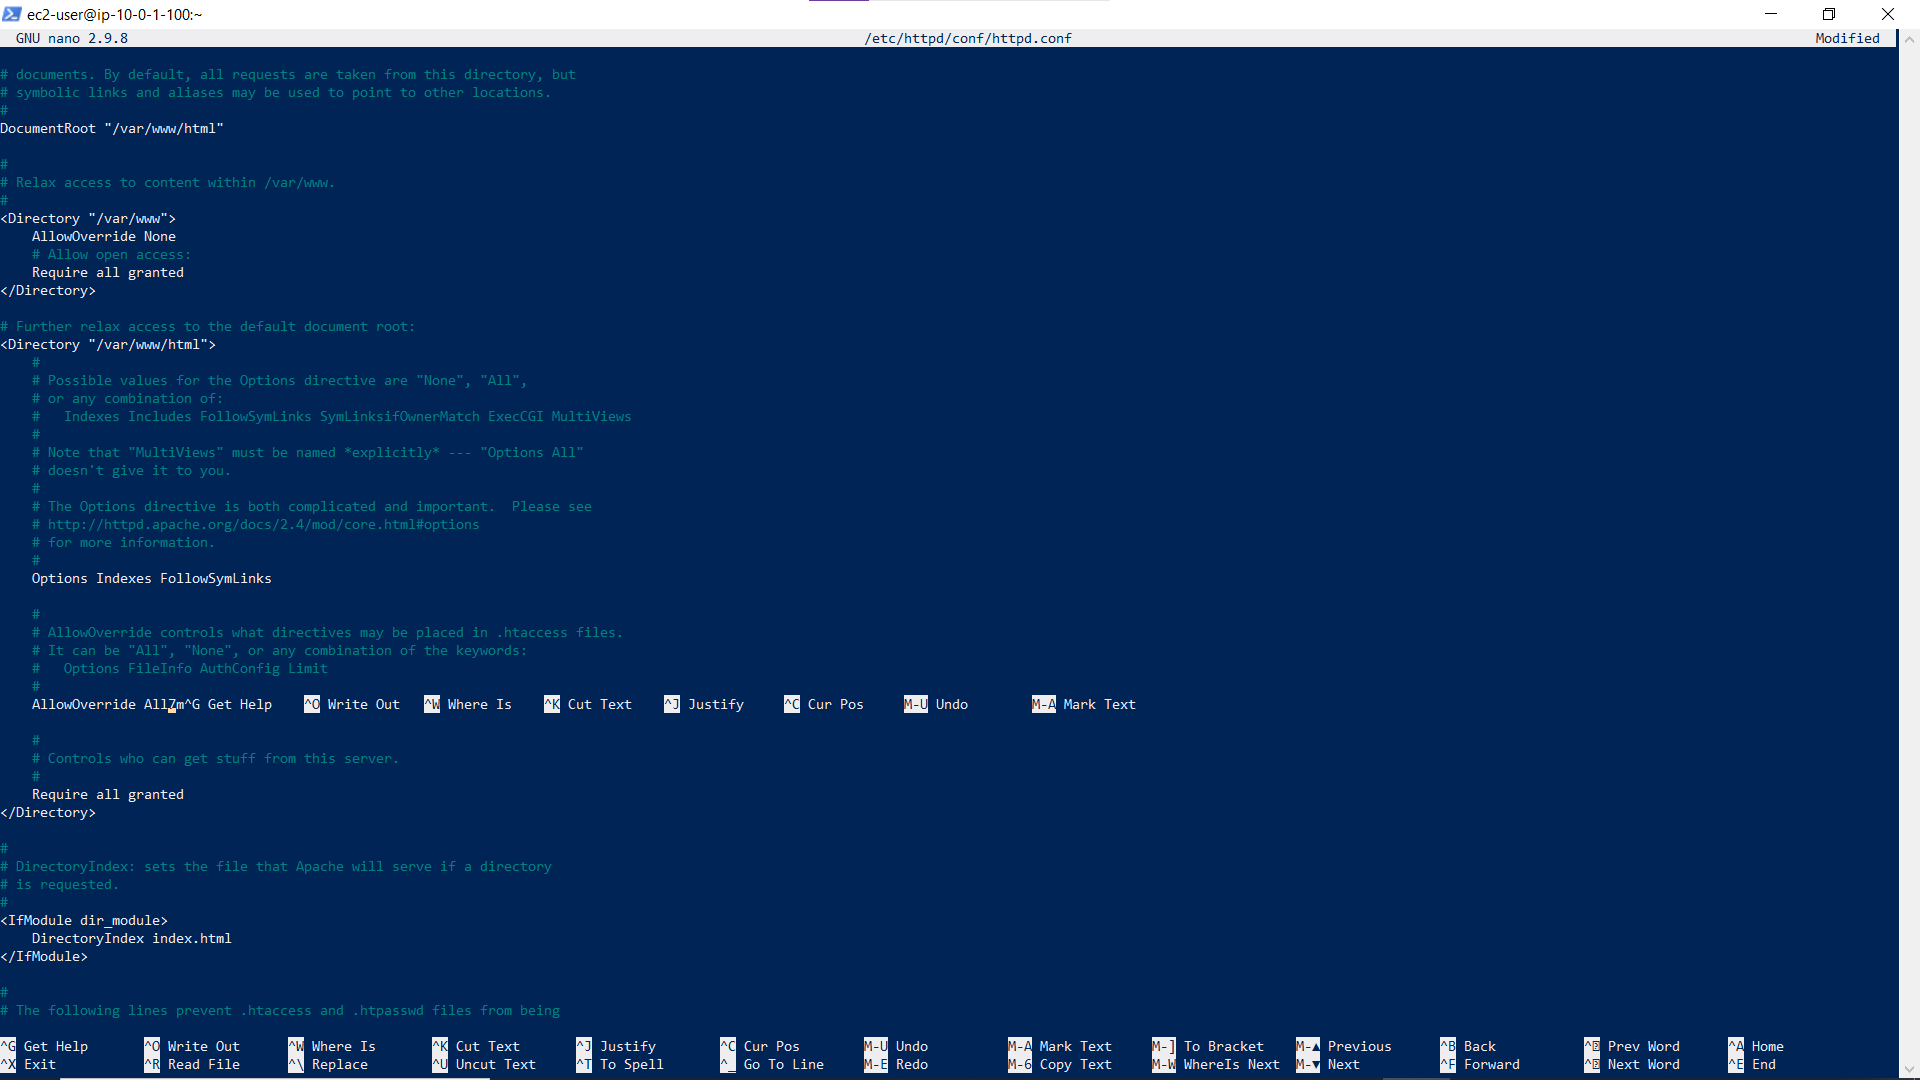 ec2-user@ip-10-0-1-100:~
GNU nano 2.9.8 /etc/httpd/conf/httpd.conf Modified
# documents. By default, all requests are taken from this directory, but
# symbolic links and aliases may be used to point to other locations.
#
DocumentRoot "/var/www/html"
#
# Relax access to content within /var/www.
#
<Directory "/var/www">
    AllowOverride None
    # Allow open access:
    Require all granted
</Directory>
# Further relax access to the default document root:
<Directory "/var/www/html">
    #
    # Possible values for the Options directive are "None", "All",
    # or any combination of:
    #   Indexes Includes FollowSymLinks SymLinksifOwnerMatch ExecCGI MultiViews
    #
    # Note that "MultiViews" must be named *explicitly* --- "Options All"
    # doesn't give it to you.
    #
    # The Options directive is both complicated and important.  Please see
    # http://httpd.apache.org/docs/2.4/mod/core.html#options
    # for more information.
    #
    Options Indexes FollowSymLinks
    #
    # AllowOverride controls what directives may be placed in .htaccess files.
    # It can be "All", "None", or any combination of the keywords:
    #   Options FileInfo AuthConfig Limit
    #
    AllowOverride AllZm^G Get Help ^O Write Out ^W Where Is ^K Cut Text ^J Justify ^C Cur Pos M-U Undo M-A Mark Text
    #
    # Controls who can get stuff from this server.
    #
    Require all granted
</Directory>
#
# DirectoryIndex: sets the file that Apache will serve if a directory
# is requested.
#
<IfModule dir_module>
    DirectoryIndex index.html
</IfModule>
#
# The following lines prevent .htaccess and .htpasswd files from being
^G Get Help ^O Write Out ^W Where Is ^K Cut Text ^J Justify ^C Cur Pos M-U Undo M-A Mark Text M-] To Bracket M-▲ Previous ^B Back ^ Prev Word ^A Home
^X Exit ^R Read File ^\ Replace ^U Uncut Text ^T To Spell ^_ Go To Line M-E Redo M-6 Copy Text M-W WhereIs Next M-▼ Next ^F Forward ^ Next Word ^E End